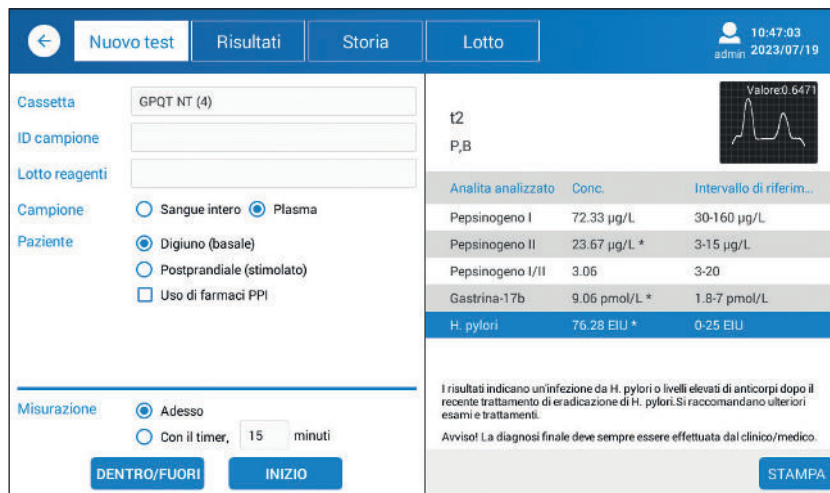 Nuovo test
Risultati
Storia
Lotto
admin
10:47:03
2023/07/19
Cassetta GPQT NT (4)
ID campione
Lotto reagenti
Campione Sangue intero Plasma
Paziente Digiuno (basale)
Postprandiale (stimolato)
Uso di farmaci PPI
Misurazione Adesso
Con il timer, 15 minuti
DENTRO/FUORI INIZIO
Valore:0.6471
t2
P,B
Analita analizzato Conc. Intervallo di riferim...
Pepsinogeno I 72.33 µg/L 30-160 µg/L
Pepsinogeno II 23.67 µg/L * 3-15 µg/L
Pepsinogeno I/II 3.06 3-20
Gastrina-17b 9.06 pmol/L * 1.8-7 pmol/L
H. pylori 76.28 EIU * 0-25 EIU
I risultati indicano un'infezione da H. pylori o livelli elevati di anticorpi dopo il
recente trattamento di eradicazione di H. pylori.Si raccomandano ulteriori
esami e trattamenti.
Avviso! La diagnosi finale deve sempre essere effettuata dal clinico/medico.
STAMPA